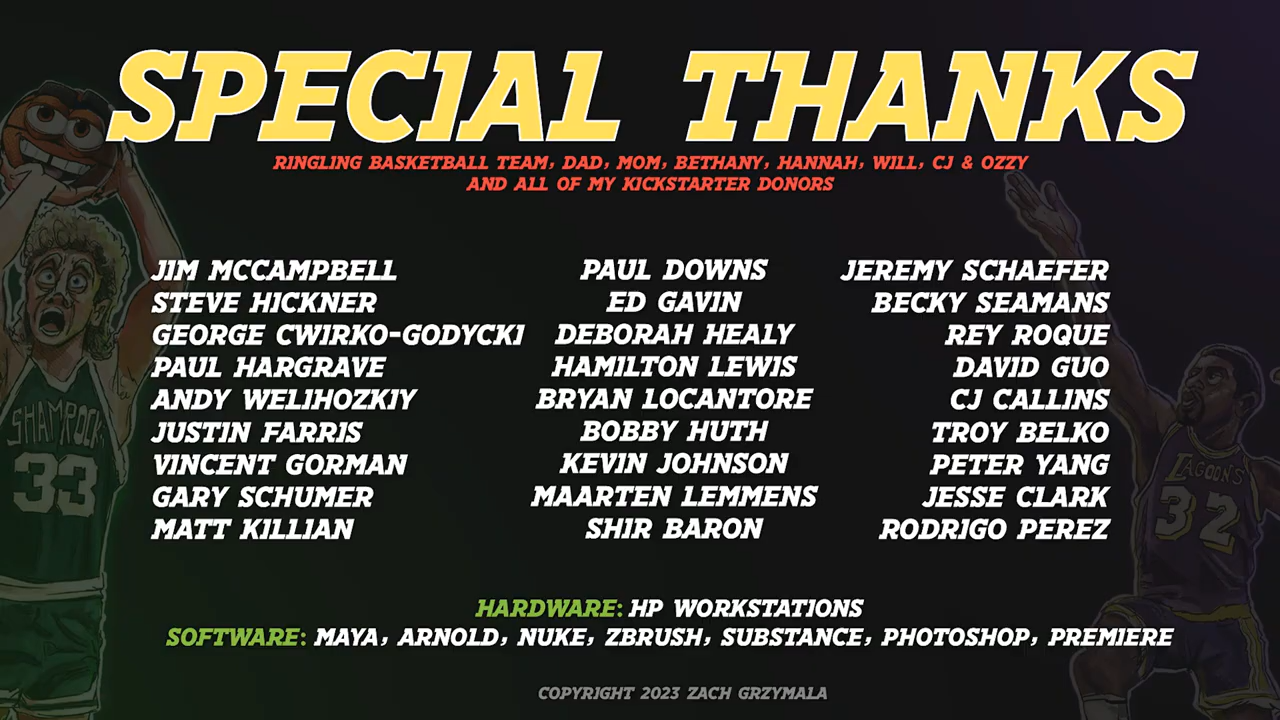 SPECIAL THANKS
RINGLING BASKETBALL TEAM, DAD, MOM, BETHANY, HANNAH, WILL, CJ & OZZY
AND ALL OF MY KICKSTARTER DONORS
JIM MCCAMPBELL
STEVE HICKNER
GEORGE CWIRKO-GODYCKI
PAUL HARGRAVE
ANDY WELIHOZKIY
JUSTIN FARRIS
VINCENT GORMAN
GARY SCHUMER
MATT KILLIAN
PAUL DOWNS
ED GAVIN
DEBORAH HEALY
HAMILTON LEWIS
BRYAN LOCANTORE
BOBBY HUTH
KEVIN JOHNSON
MAARTEN LEMMENS
SHIR BARON
JEREMY SCHAEFER
BECKY SEAMANS
REY ROQUE
DAVID GUO
CJ CALLINS
TROY BELKO
PETER YANG
JESSE CLARK
RODRIGO PEREZ
HARDWARE: HP WORKSTATIONS
SOFTWARE: MAYA, ARNOLD, NUKE, ZBRUSH, SUBSTANCE, PHOTOSHOP, PREMIERE
COPYRIGHT 2023 ZACH GRZYMALA
SHAMROCKS
33
LAGOONS
32